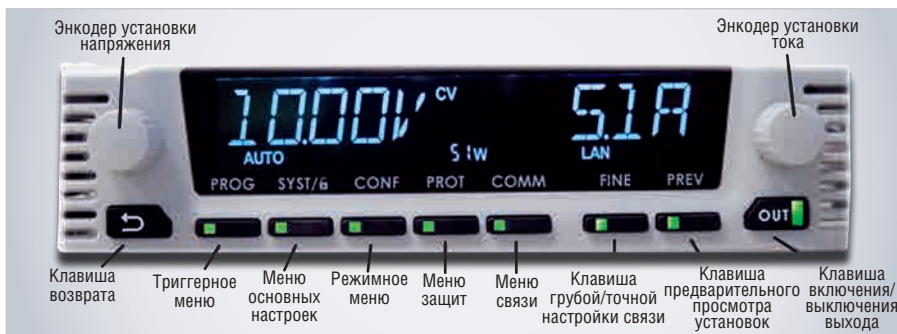 Энкодер установки
напряжения
Энкодер установки
тока
10.00V CV 5.1A
AUTO 51W LAN
PROG SYST/ CONF PROT COMM FINE PREV
OUT
Клавиша
возврата
Триггерное
меню
Меню
основных
настроек
Режимное
меню
Меню
защит
Меню
связи
Клавиша
грубой/точной
настройки связи
Клавиша
предварительного
просмотра
установок
Клавиша
включения/
выключения
выхода